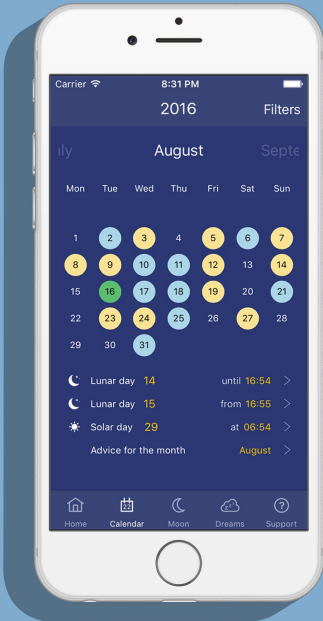 Carrier 8:31 PM
2016 Filters
uly August Septe
Mon Tue Wed Thu Fri Sat Sun
1 2 3 4 5 6 7
8 9 10 11 12 13 14
15 16 17 18 19 20 21
22 23 24 25 26 27 28
29 30 31
Lunar day 14 until 16:54
Lunar day 15 from 16:55
Solar day 29 at 06:54
Advice for the month August
22
Home Calendar Moon Dreams Support